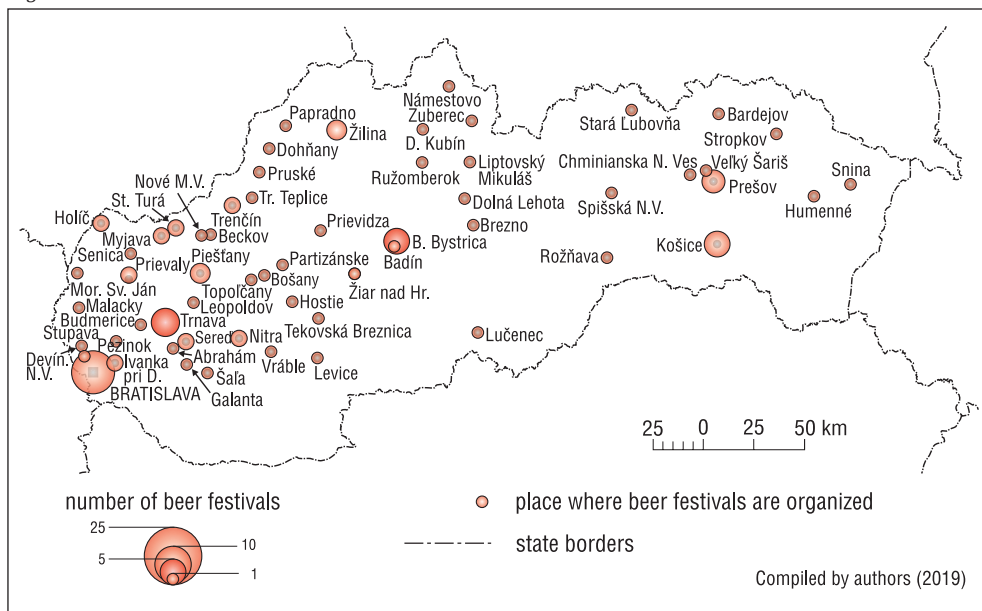 Námestovo
Papradno
Zuberec
Žilina
D. Kubín
Stará Ľubovňa
Bardejov
Stropkov
Dohňany
Pruské
Ružomberok
Liptovský
Mikuláš
Chminianska N. Ves
Veľký Šariš
Snina
Prešov
Nové M.V.
St. Turá
Tr. Teplice
Dolná Lehota
Spišská N.V.
Humenné
Holíč
Trenčín
Prievidza
Brezno
Myjava
Beckov
B. Bystrica
Košice
Senica
Prievaly
Piešťany
Partizánske
Badín
Rožňava
Mor. Sv. Ján
Topoľčany
Bošany
Žiar nad Hr.
Malacky
Leopoldov
Hostie
Budmerice
Trnava
Tekovská Breznica
Stupava
Pezinok
Sereď
Nitra
Lučenec
Devín.
N.V.
Ivanka
pri D.
Abrahám
Vráble
Levice
BRATISLAVA
Šaľa
Galanta
25 0 25 50 km
number of beer festivals
25
10
5
1
place where beer festivals are organized
state borders
Compiled by authors (2019)